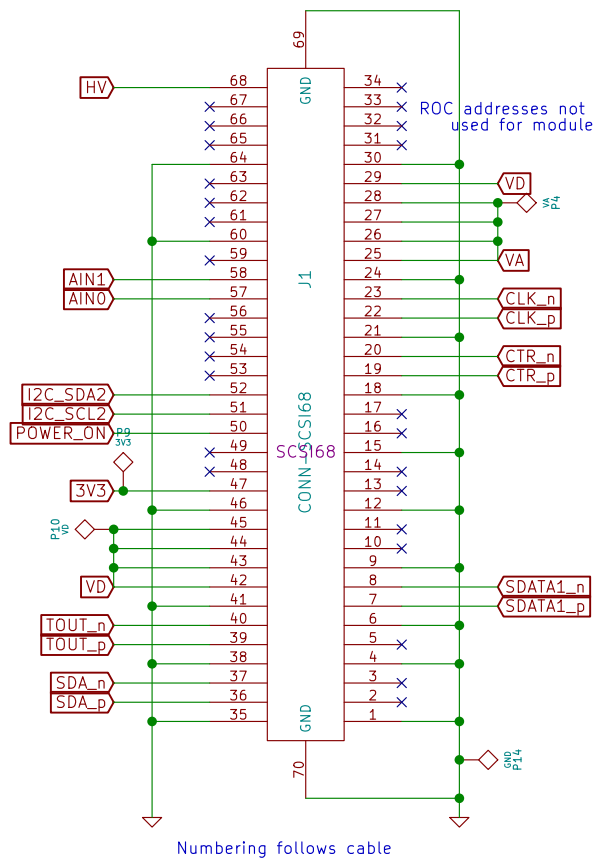 69
HV 68 GND 34
67 33 ROC addresses not
66 32 used for module
65 31
64 30
63 29 VD
62 28 VA P4
61 27
60 26
59 25 VA
AIN1 58 J1 24
AIN0 57 23 CLK_n
56 22 CLK_p
55 21
54 20 CTR_n
53 19 CTR_p
I2C_SDA2 52 18
I2C_SCL2 51 17
POWER_ON P9 50 16
3V3 49 CONN_SCSI68 SCSI68 15
48 14
3V3 47 13
46 12
P10 VD 45 11
44 10
43 9
VD 42 8 SDATA1_n
41 7 SDATA1_p
TOUT_n 40 6
TOUT_p 39 5
38 4
SDA_n 37 3
SDA_p 36 2
35 GND 1
70 GND P14
Numbering follows cable